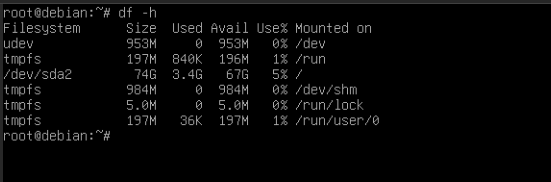 root@debian:~# df -h
Filesystem      Size  Used Avail Use% Mounted on
udev            953M     0  953M   0% /dev
tmpfs           197M  840K  196M   1% /run
/dev/sda2        74G  3.4G   67G   5% /
tmpfs           984M     0  984M   0% /dev/shm
tmpfs           5.0M     0  5.0M   0% /run/lock
tmpfs           197M   36K  197M   1% /run/user/0
root@debian:~#